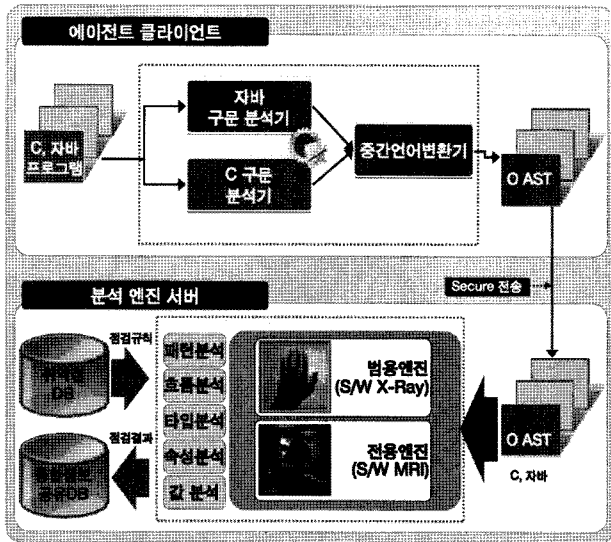 에이전트 클라이언트
C, 자바
프로그램
자바
구문 분석기
C 구문
분석기
중간언어변환기
O AST
Secure 전송
분석 엔진 서버
점검규칙
DB
점검결과
패턴분석
흐름분석
타입분석
속성분석
값 분석
범용엔진
(S/W X-Ray)
전용엔진
(S/W MRI)
O AST
C, 자바